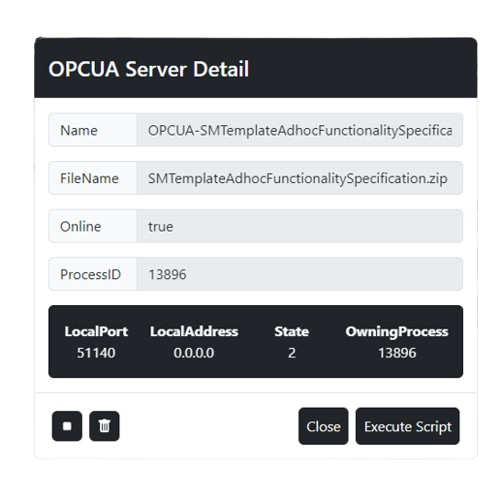 OPCUA Server Detail
Name OPCUA-SMTemplateAdhocFunctionalitySpecifica
FileName SMTemplateAdhocFunctionalitySpecification.zip
Online true
ProcessID 13896
LocalPort LocalAddress State OwningProcess
51140 0.0.0.0 2 13896
Close Execute Script